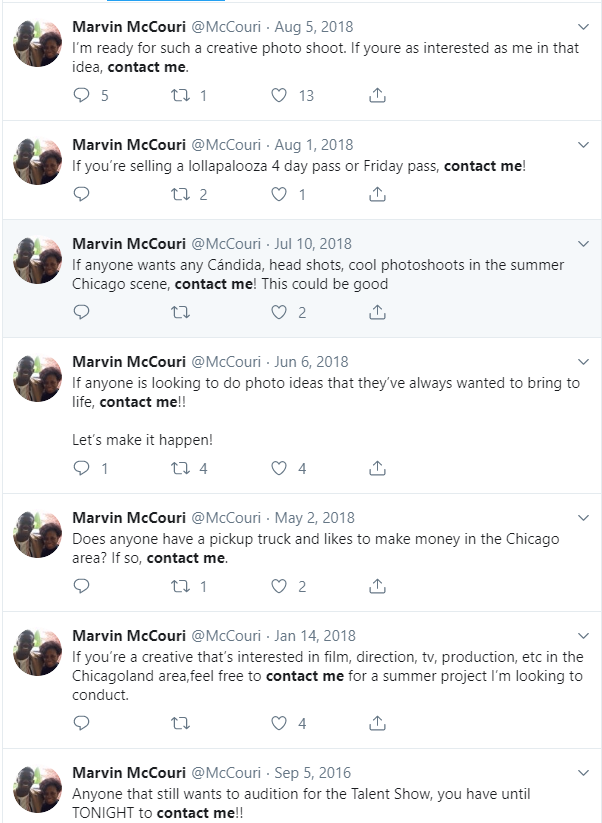 Marvin McCouri @McCouri · Aug 5, 2018
I’m ready for such a creative photo shoot. If youre as interested as me in that
idea, contact me.
5 1 13
Marvin McCouri @McCouri · Aug 1, 2018
If you’re selling a lollapalooza 4 day pass or Friday pass, contact me!
2 1
Marvin McCouri @McCouri · Jul 10, 2018
If anyone wants any Cándida, head shots, cool photoshoots in the summer
Chicago scene, contact me! This could be good
2
Marvin McCouri @McCouri · Jun 6, 2018
If anyone is looking to do photo ideas that they’ve always wanted to bring to
life, contact me!!
Let’s make it happen!
1 4 4
Marvin McCouri @McCouri · May 2, 2018
Does anyone have a pickup truck and likes to make money in the Chicago
area? If so, contact me.
1 2
Marvin McCouri @McCouri · Jan 14, 2018
If you’re a creative that’s interested in film, direction, tv, production, etc in the
Chicagoland area,feel free to contact me for a summer project I’m looking to
conduct.
4
Marvin McCouri @McCouri · Sep 5, 2016
Anyone that still wants to audition for the Talent Show, you have until
TONIGHT to contact me!!